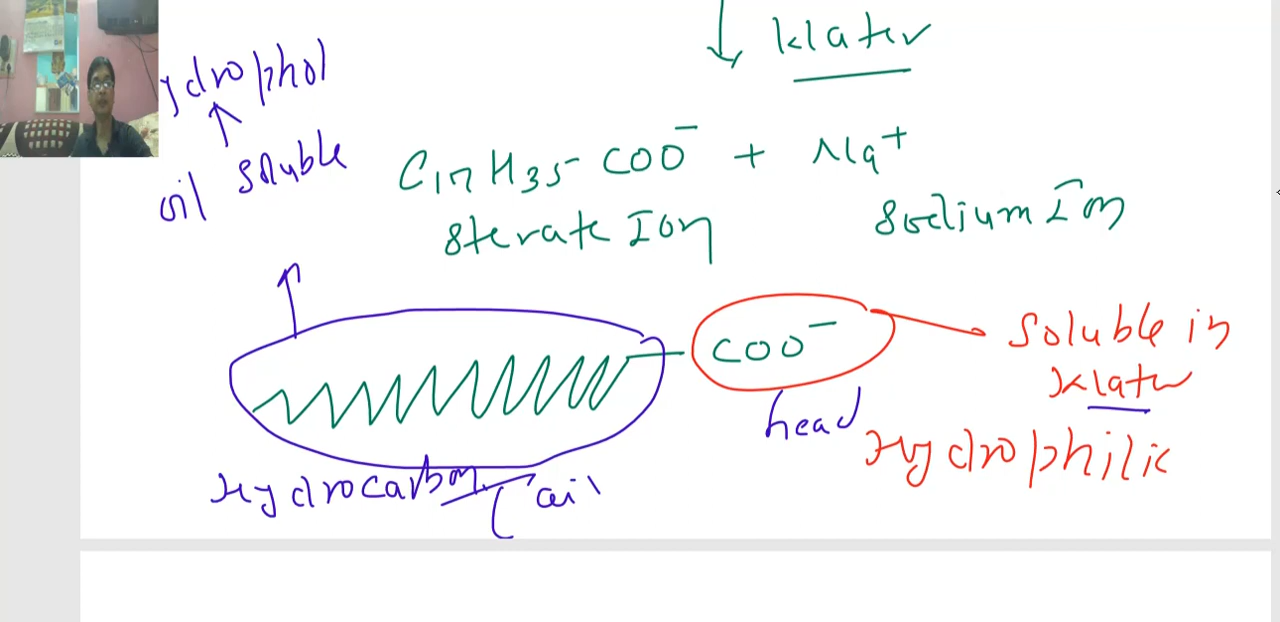 ↓ Water
ydrophol
↑
oil soluble
C17H35-COO⁻ + Na⁺
Sterate Ion Sodium Ion
COO⁻
Soluble in
Water
head
Hydrophilic
Hydrocarbon Tail